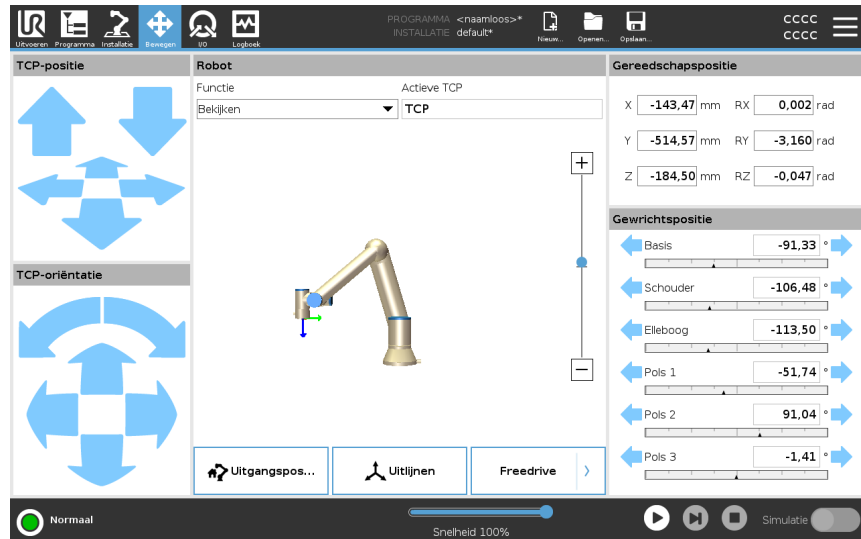 PROGRAMMA <naamloos>*
INSTALLATIE default*
Uitvoeren Programma Installatie Bewegen I/O Logboek
Nieuw... Openen... Opslaan...
CCCC
CCCC
TCP-positie
Robot
Functie
Actieve TCP
Bekijken
TCP
Gereedschapspositie
X -143,47 mm RX 0,002 rad
Y -514,57 mm RY -3,160 rad
Z -184,50 mm RZ -0,047 rad
Gewrichtspositie
Basis -91,33 °
Schouder -106,48 °
Elleboog -113,50 °
Pols 1 -51,74 °
Pols 2 91,04 °
Pols 3 -1,41 °
TCP-oriëntatie
Uitgangspos...
Uitlijnen
Freedrive
Normaal
Snelheid 100%
Simulatie